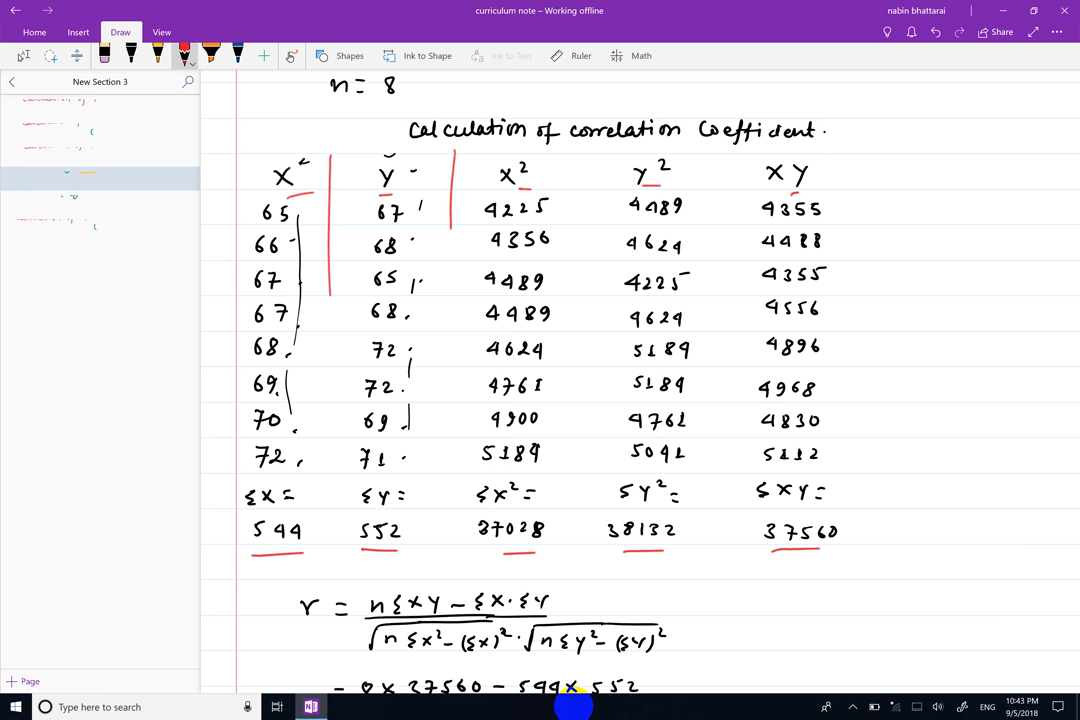 curriculum note – Working offline
nabin bhattarai
Home Insert Draw View
Share
Shapes Ink to Shape Ink to Text Ruler Math
New Section 3
n = 8
Calculation of correlation Coefficient.
X Y X² Y² XY
65 67 4225 4489 4355
66 68 4356 4624 4488
67 65 4489 4225 4355
67 68 4489 4624 4556
68 72 4624 5184 4896
69 72 4761 5184 4968
70 69 4900 4761 4830
72 71 5184 5041 5112
ΣX = ΣY = ΣX² = ΣY² = ΣXY =
544 552 37028 38132 37560
r = nΣXY – ΣX·ΣY
√nΣX² – (ΣX)² · √nΣY² – (ΣY)²
= 8 × 37560 – 544 × 552
+ Page
Type here to search
ENG
10:43 PM
9/5/2018